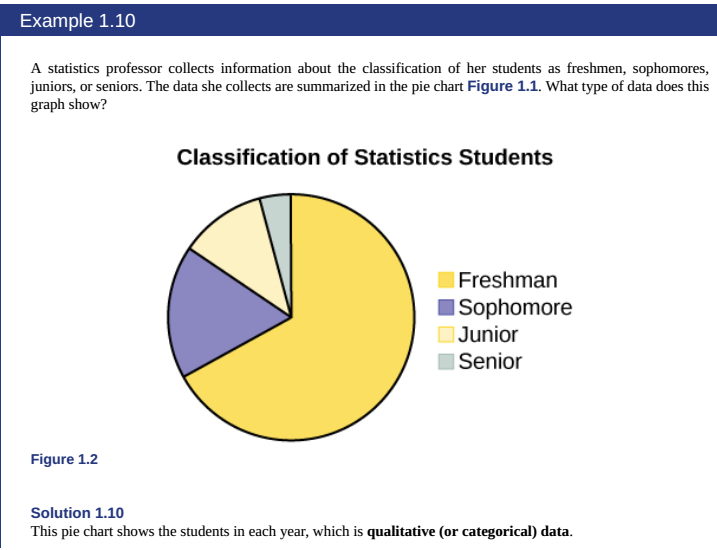 Example 1.10
A statistics professor collects information about the classification of her students as freshmen, sophomores,
juniors, or seniors. The data she collects are summarized in the pie chart Figure 1.1. What type of data does this
graph show?
Classification of Statistics Students
Freshman
Sophomore
Junior
Senior
Figure 1.2
Solution 1.10
This pie chart shows the students in each year, which is qualitative (or categorical) data.